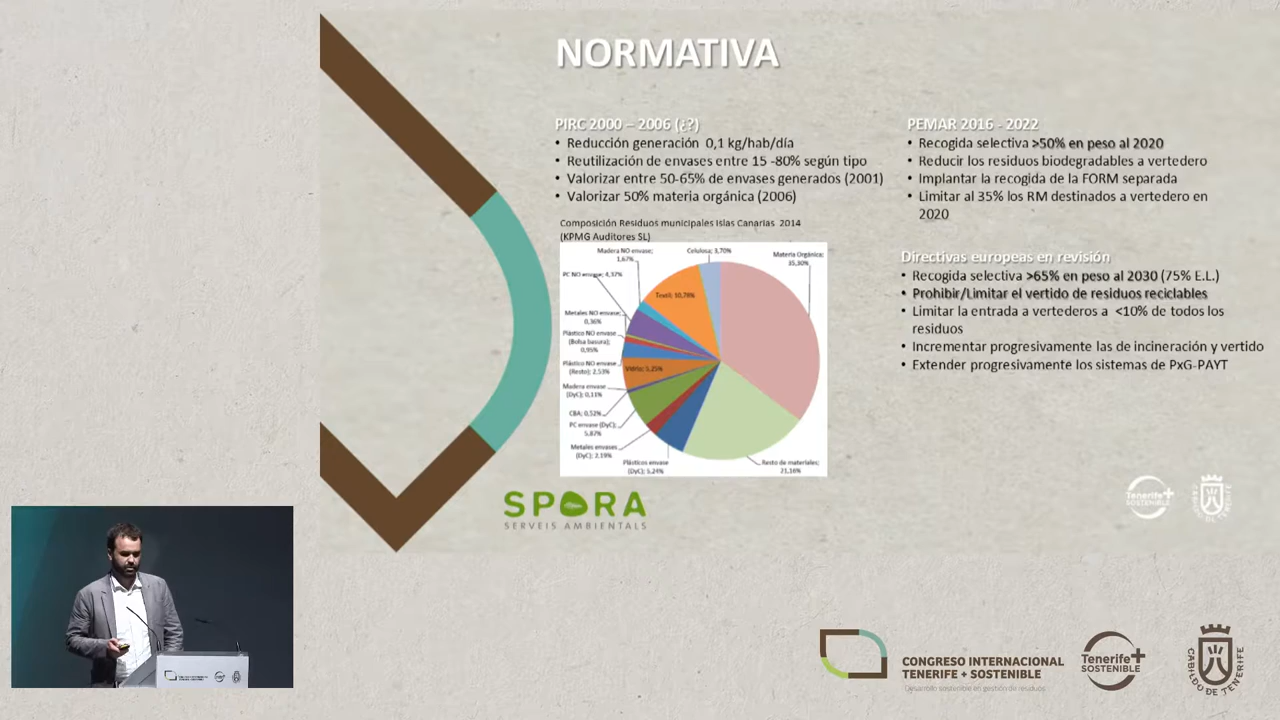 NORMATIVA
PIRC 2000 – 2006 (¿?)
• Reducción generación 0,1 kg/hab/día
• Reutilización de envases entre 15 -80% según tipo
• Valorizar entre 50-65% de envases generados (2001)
• Valorizar 50% materia orgánica (2006)
Composición Residuos municipales Islas Canarias 2014
(KPMG Auditores SL)
Madera NO envase;
1,67%
Celulosa; 3,70%
Materia Orgánica;
35,30%
PC NO envase; 4,37%
Textil; 10,78%
Metales NO envase;
0,36%
Plástico NO envase
(Bolsa basura);
0,95%
Plástico NO envase
(Resto); 2,53%
Vidrio; 5,25%
Madera envase
(DyC); 0,11%
CBA; 0,52%
PC envase (DyC);
5,87%
Metales envases
(DyC); 2,19%
Plásticos envase
(DyC); 5,24%
Resto de materiales;
21,16%
PEMAR 2016 - 2022
• Recogida selectiva >50% en peso al 2020
• Reducir los residuos biodegradables a vertedero
• Implantar la recogida de la FORM separada
• Limitar al 35% los RM destinados a vertedero en
2020
Directivas europeas en revisión
• Recogida selectiva >65% en peso al 2030 (75% E.L.)
• Prohibir/Limitar el vertido de residuos reciclables
• Limitar la entrada a vertederos a <10% de todos los
residuos
• Incrementar progresivamente las de incineración y vertido
• Extender progresivamente los sistemas de PxG-PAYT
SPORA
SERVEIS AMBIENTALS
Tenerife+
SOSTENIBLE
CABILDO DE TENERIFE
CONGRESO INTERNACIONAL
TENERIFE + SOSTENIBLE
Desarrollo sostenible en gestión de residuos
Tenerife+
SOSTENIBLE
CABILDO DE TENERIFE